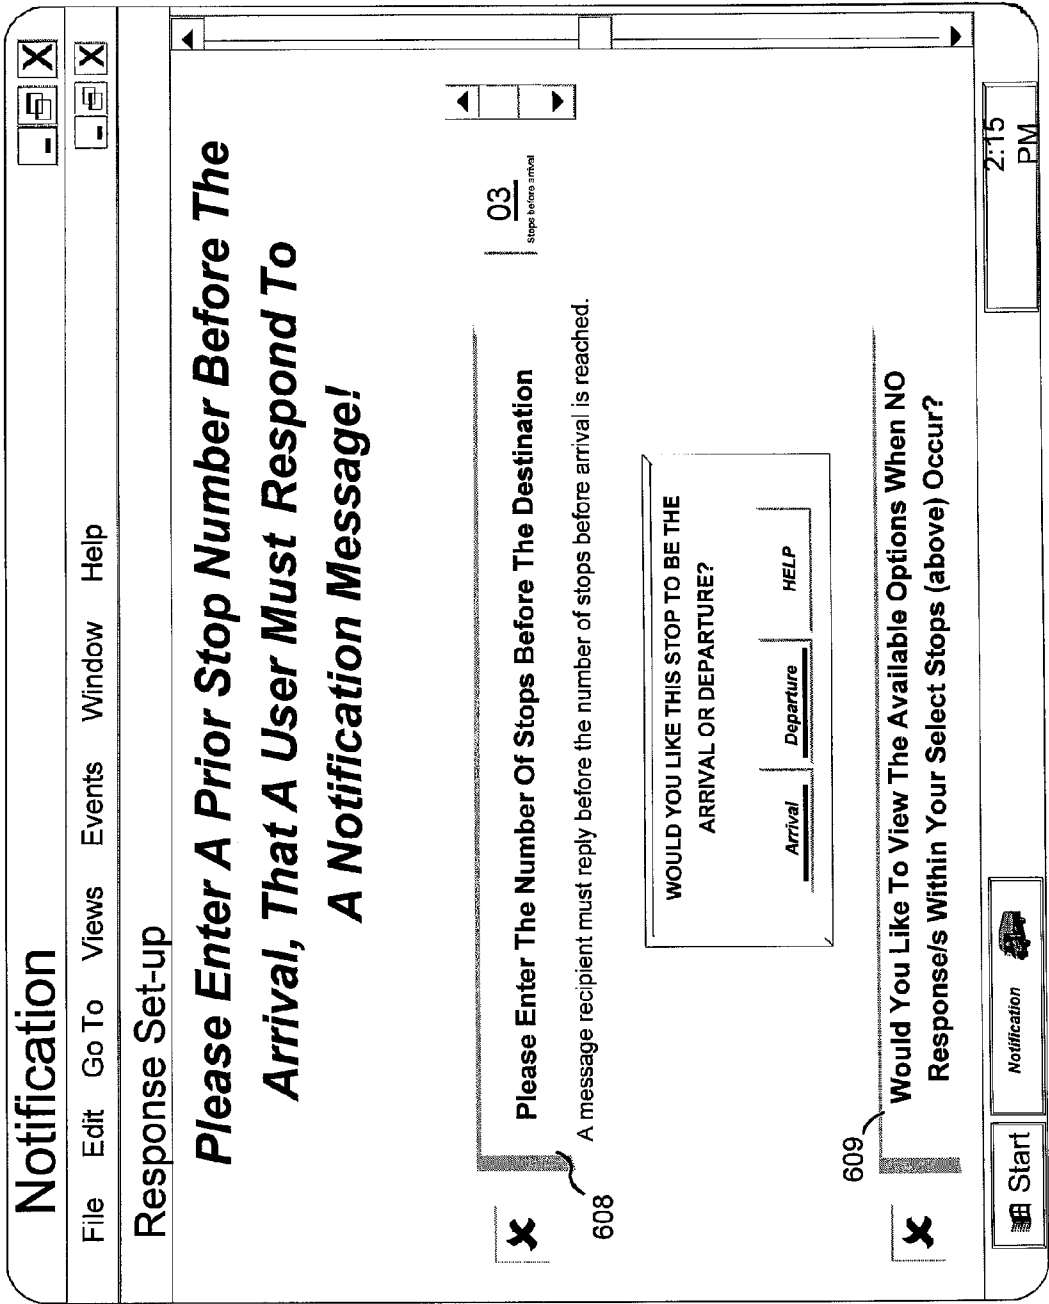 Notification
File Edit Go To Views Events Window Help
Response Set-up
Please Enter A Prior Stop Number Before The
Arrival, That A User Must Respond To
A Notification Message!
Please Enter The Number Of Stops Before The Destination
03
Stops before arrival
A message recipient must reply before the number of stops before arrival is reached.
608
WOULD YOU LIKE THIS STOP TO BE THE
ARRIVAL OR DEPARTURE?
Arrival Departure HELP
609
Would You Like To View The Available Options When NO
Response/s Within Your Select Stops (above) Occur?
Start
Notification
2:15
PM